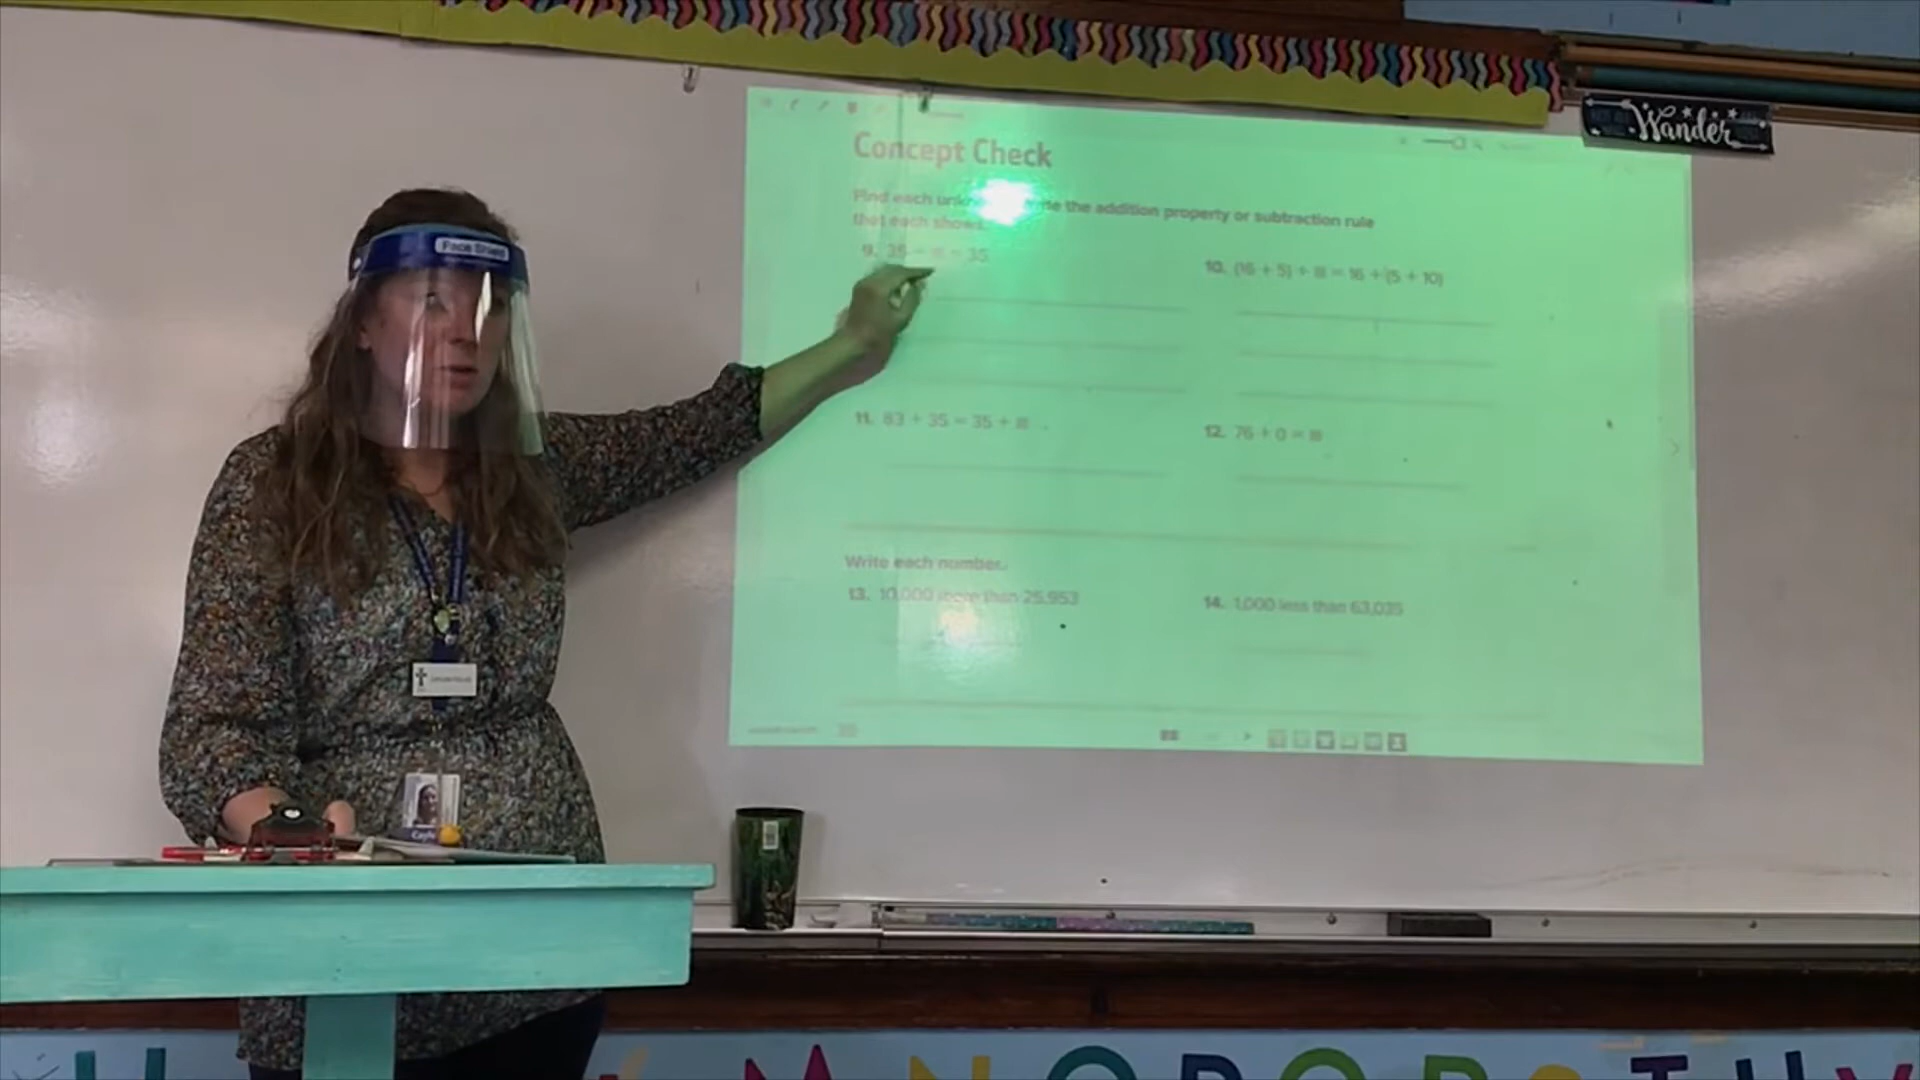 Wander
Concept Check
Find each the addition property or subtraction rule
that each shows.
9. 35 − ■ = 35
10. (16 + 5) + ■ = 16 + (5 + 10)
11. 83 + 35 = 35 + ■
12. 76 + 0 = ■
Write each number.
13. 10,000 more than 25,953
14. 1,000 less than 63,035
Face Shield
M N O P Q R S T U V